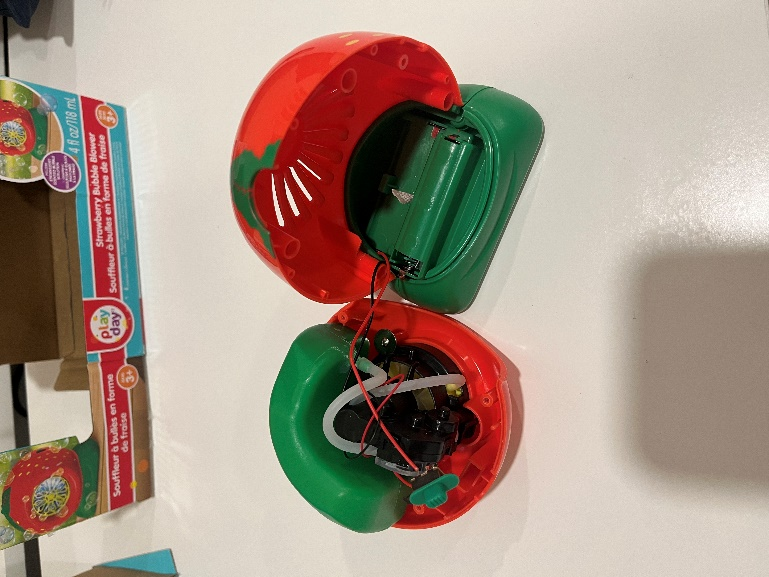 4 fl oz/118 mL
Strawberry Bubble Blower
Souffleur à bulles en forme de fraise
3+
play
day
3+
Souffleur à bulles en forme
de fraise